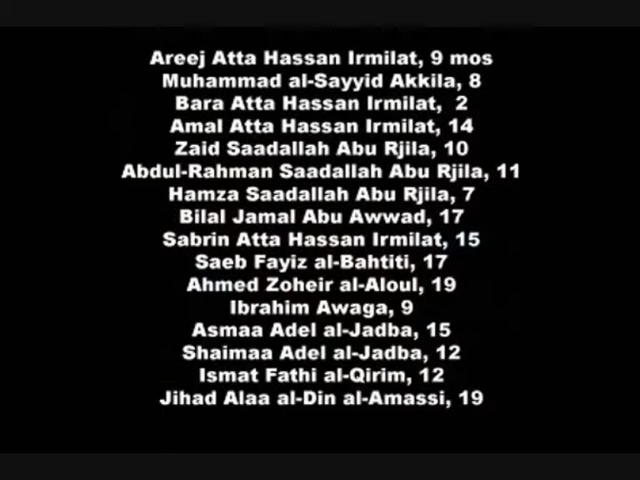 Areej Atta Hassan Irmilat, 9 mos
Muhammad al-Sayyid Akkila, 8
Bara Atta Hassan Irmilat,  2
Amal Atta Hassan Irmilat, 14
Zaid Saadallah Abu Rjila, 10
Abdul-Rahman Saadallah Abu Rjila, 11
Hamza Saadallah Abu Rjila, 7
Bilal Jamal Abu Awwad, 17
Sabrin Atta Hassan Irmilat, 15
Saeb Fayiz al-Bahtiti, 17
Ahmed Zoheir al-Aloul, 19
Ibrahim Awaga, 9
Asmaa Adel al-Jadba, 15
Shaimaa Adel al-Jadba, 12
Ismat Fathi al-Qirim, 12
Jihad Alaa al-Din al-Amassi, 19